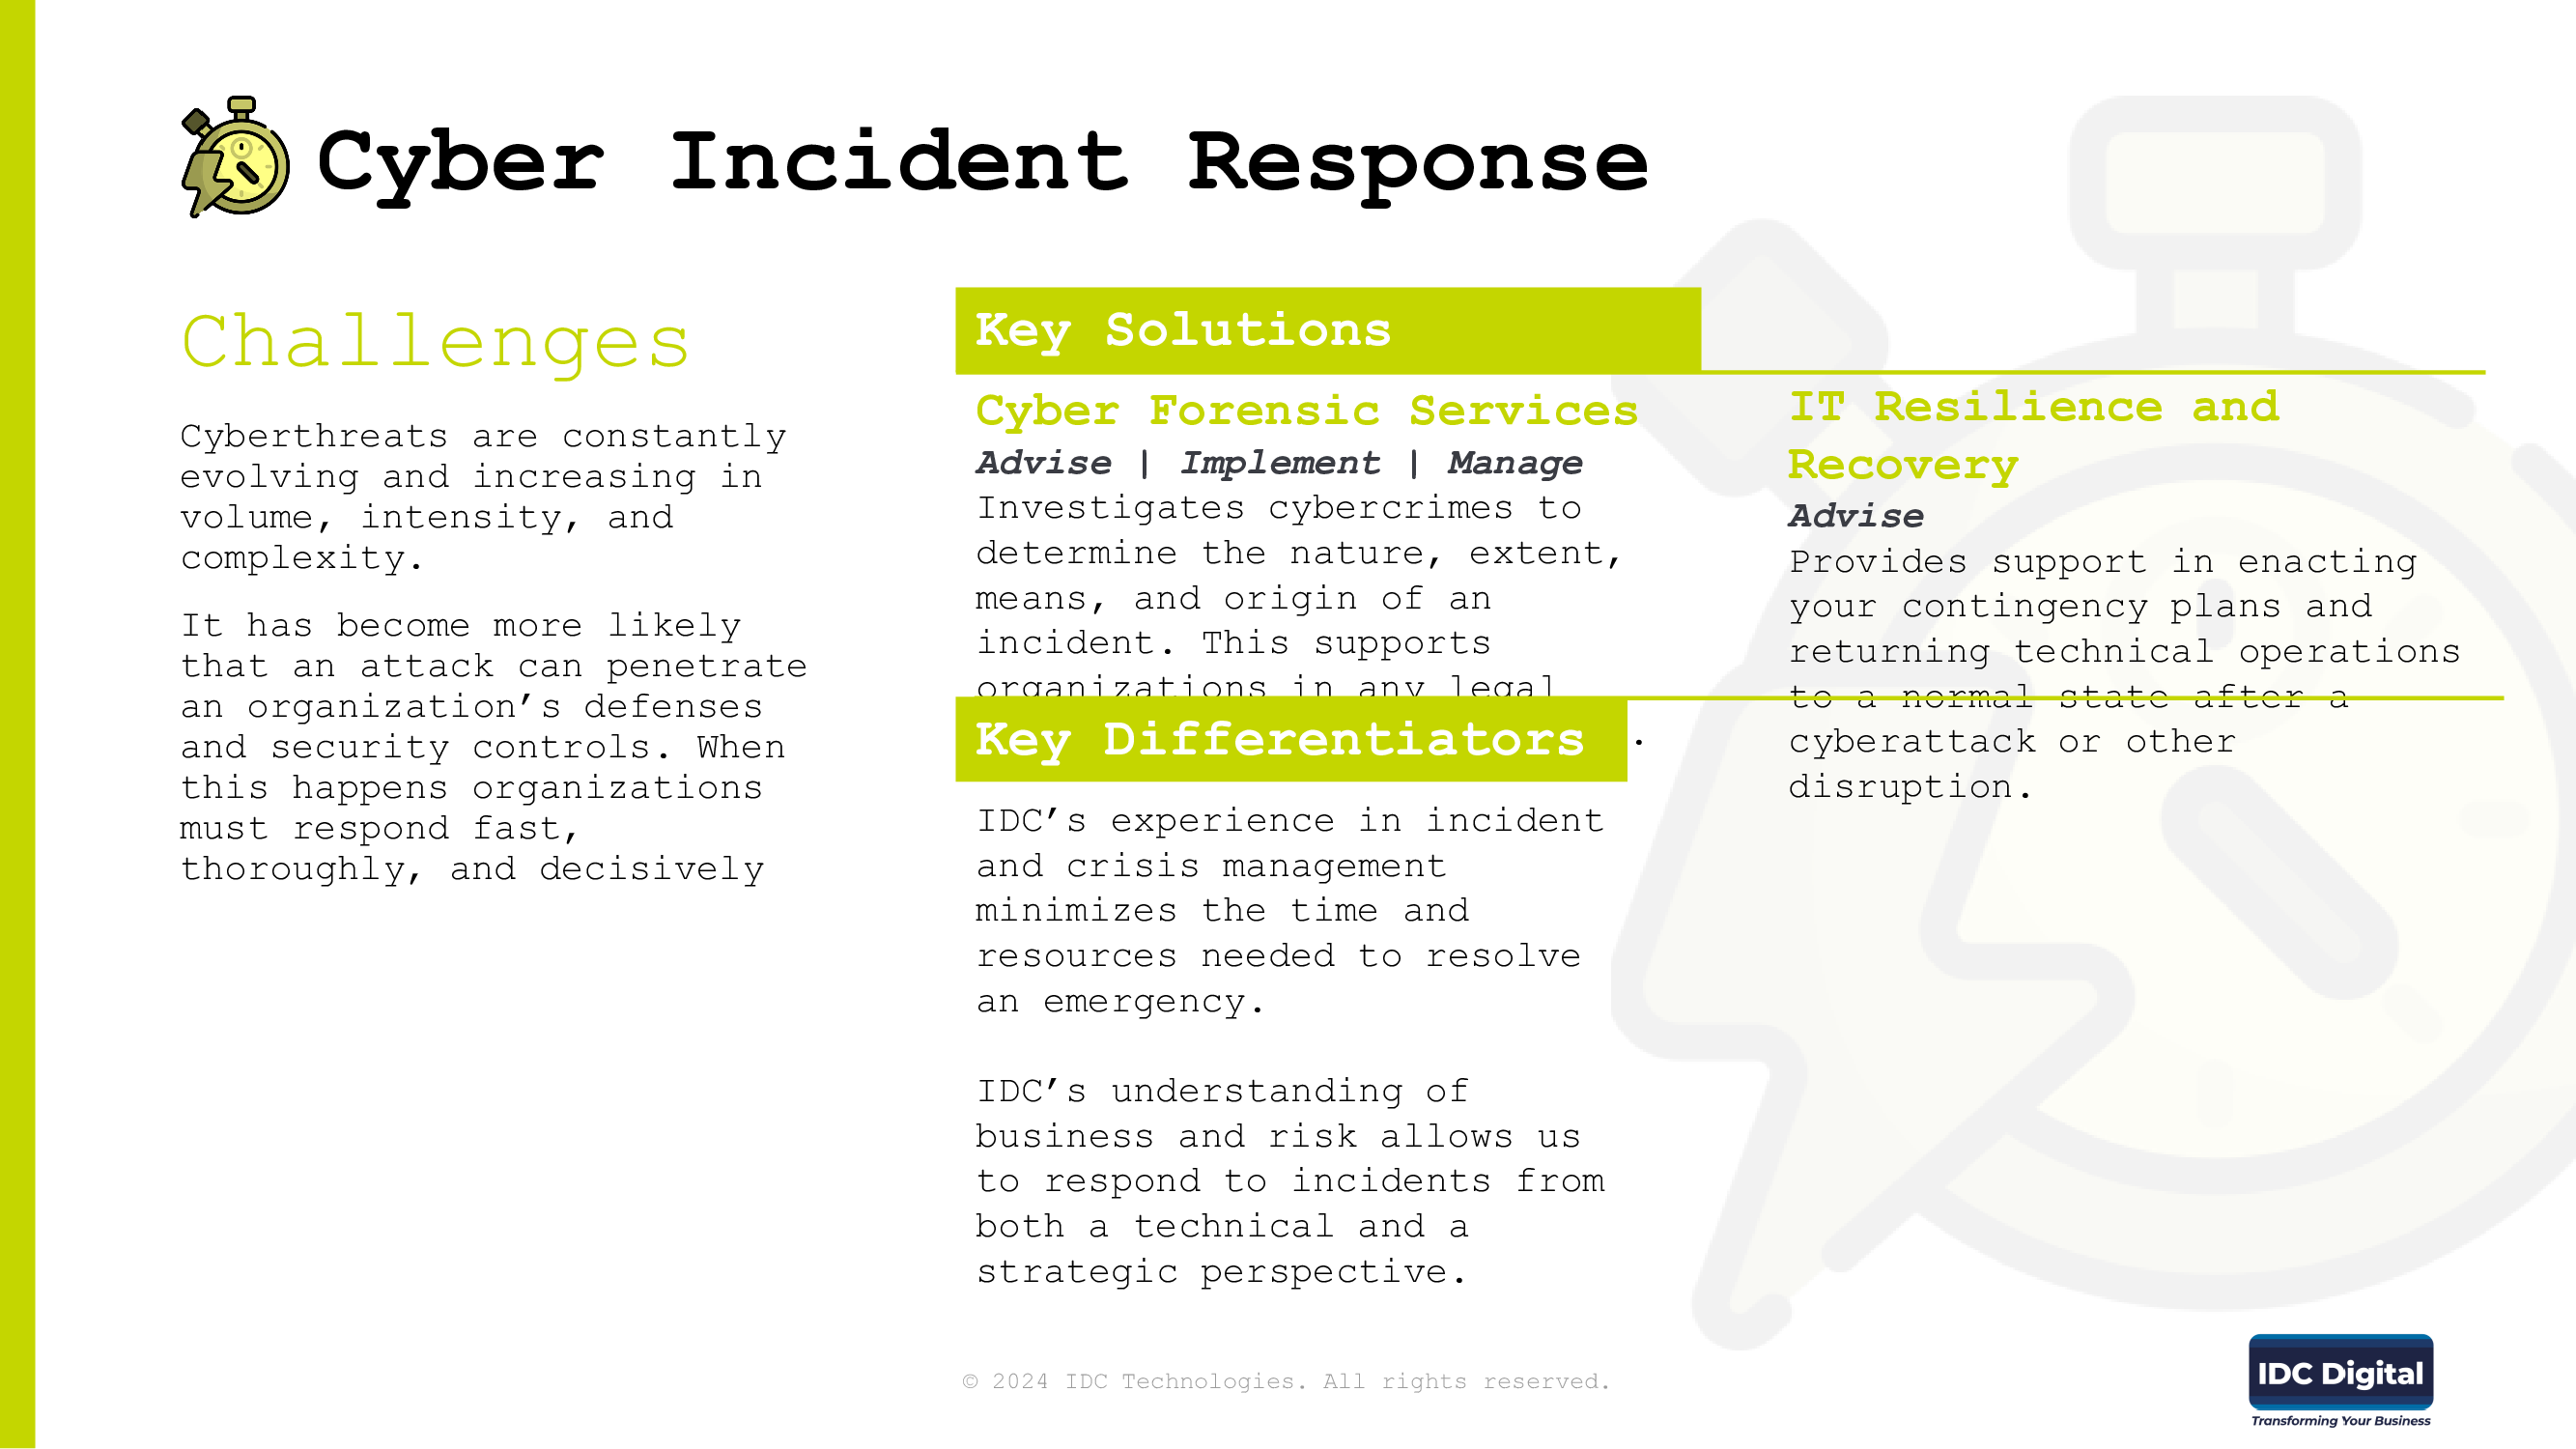 Cyber Incident Response
Challenges
Cyberthreats are constantly
evolving and increasing in
volume, intensity, and
complexity.
It has become more likely
that an attack can penetrate
an organization’s defenses
and security controls. When
this happens organizations
must respond fast,
thoroughly, and decisively
Key Solutions
Cyber Forensic Services
Advise | Implement | Manage
Investigates cybercrimes to
determine the nature, extent,
means, and origin of an
incident. This supports
organizations in any legal
.
IT Resilience and
Recovery
Advise
Provides support in enacting
your contingency plans and
returning technical operations
to a normal state after a
cyberattack or other
disruption.
Key Differentiators
IDC’s experience in incident
and crisis management
minimizes the time and
resources needed to resolve
an emergency.
IDC’s understanding of
business and risk allows us
to respond to incidents from
both a technical and a
strategic perspective.
© 2024 IDC Technologies. All rights reserved.
IDC Digital
Transforming Your Business